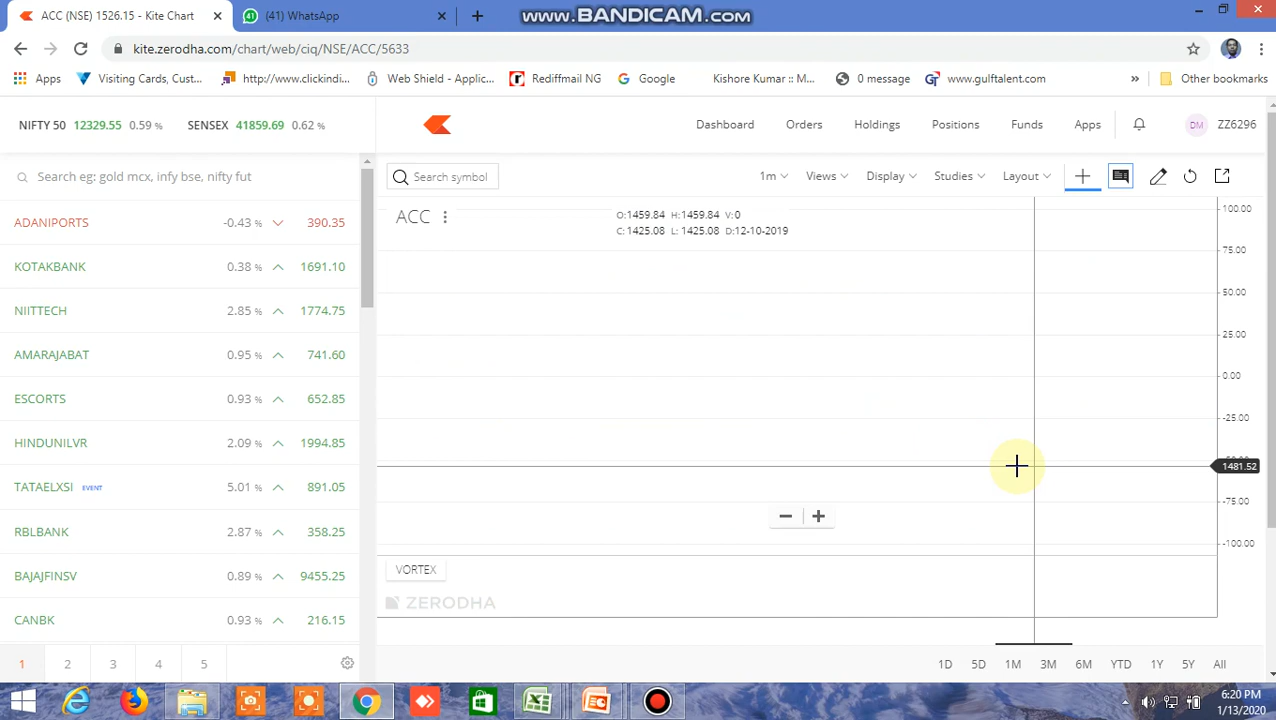 ACC (NSE) 1526.15 - Kite Chart
(41) WhatsApp
www.BANDICAM.com
kite.zerodha.com/chart/web/ciq/NSE/ACC/5633
Apps
Visiting Cards, Cust...
http://www.clickindi...
Web Shield - Applic...
Rediffmail NG
Google
Kishore Kumar :: M...
0 message
www.gulftalent.com
Other bookmarks
NIFTY 50 12329.55 0.59 %
SENSEX 41859.69 0.62 %
Dashboard
Orders
Holdings
Positions
Funds
Apps
DM
ZZ6296
Search eg: gold mcx, infy bse, nifty fut
Search symbol
1m
Views
Display
Studies
Layout
ADANIPORTS -0.43 % 390.35
KOTAKBANK 0.38 % 1691.10
NIITTECH 2.85 % 1774.75
AMARAJABAT 0.95 % 741.60
ESCORTS 0.93 % 652.85
HINDUNILVR 2.09 % 1994.85
TATAELXSI EVENT 5.01 % 891.05
RBLBANK 2.87 % 358.25
BAJAJFINSV 0.89 % 9455.25
CANBK 0.93 % 216.15
1 2 3 4 5
ACC
O:1459.84 H:1459.84 V:0
C:1425.08 L: 1425.08 D:12-10-2019
100.00
75.00
50.00
25.00
0.00
-25.00
1481.52
-75.00
-100.00
VORTEX
ZERODHA
1D 5D 1M 3M 6M YTD 1Y 5Y All
6:20 PM
1/13/2020